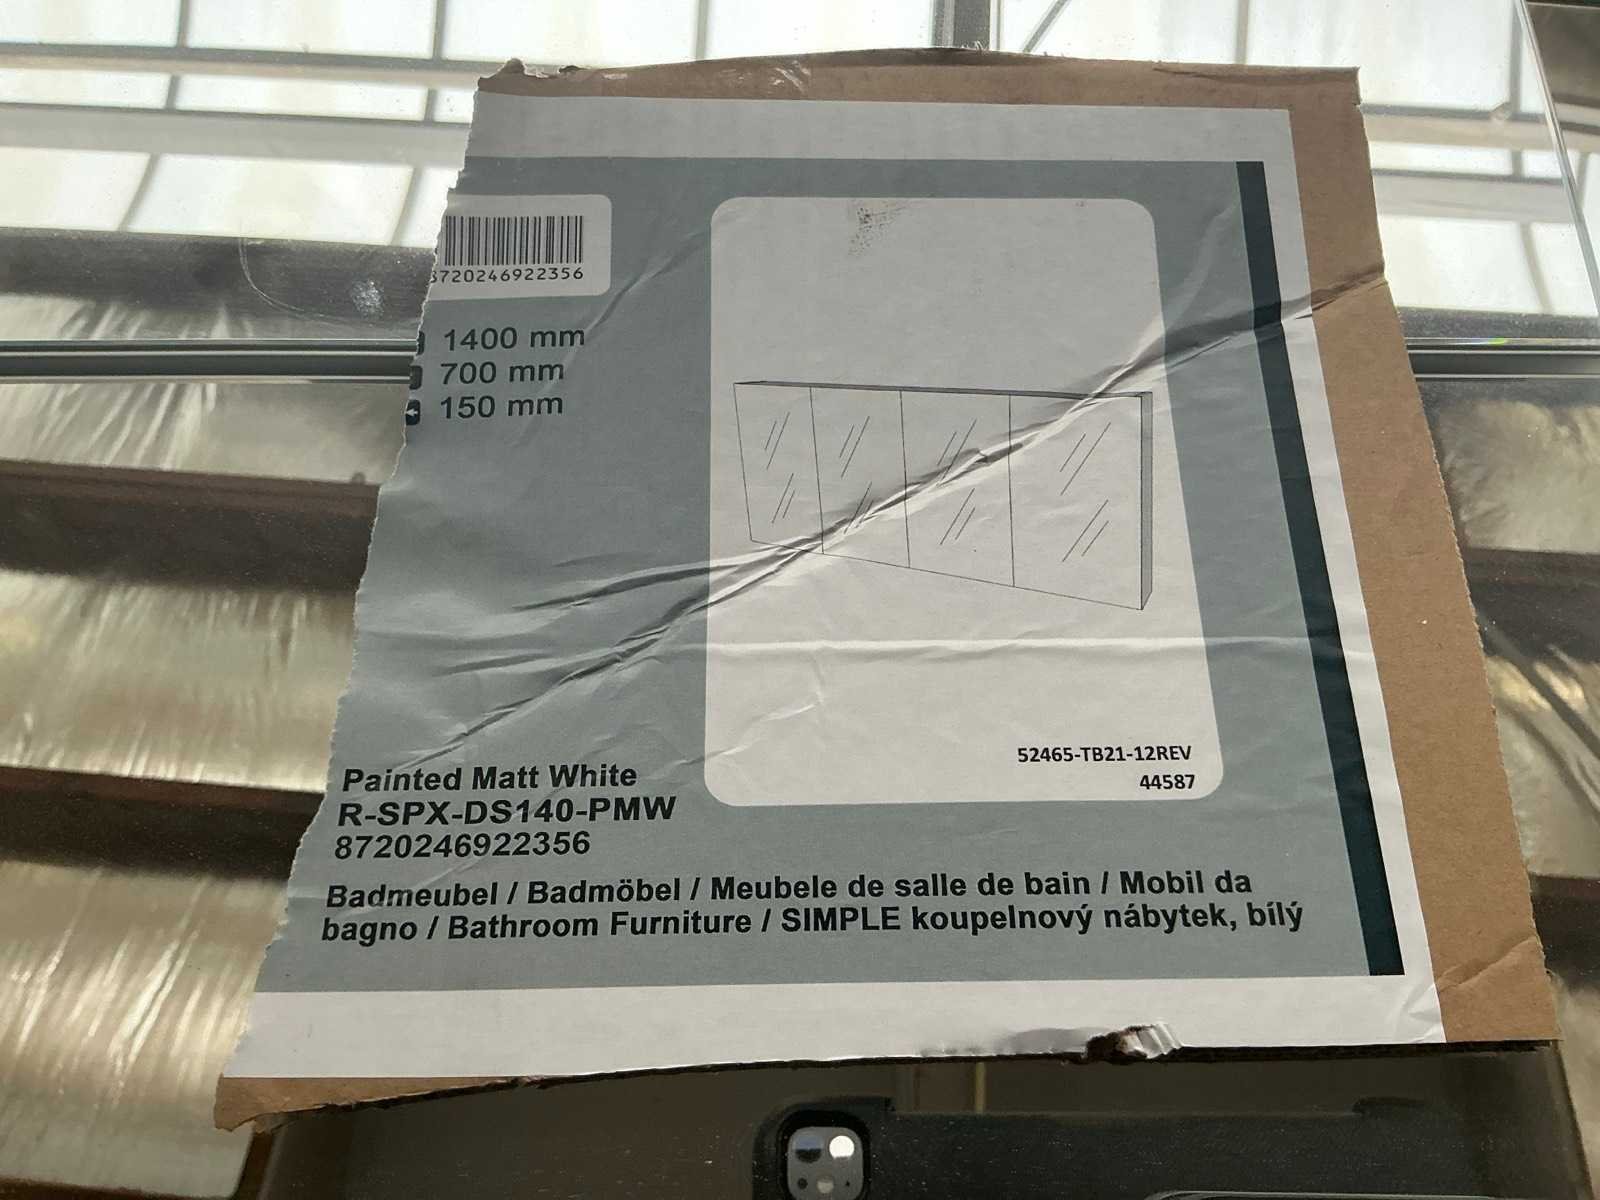 8720246922356
1400 mm
700 mm
150 mm
52465-TB21-12REV
44587
Painted Matt White
R-SPX-DS140-PMW
8720246922356
Badmeubel / Badmöbel / Meubele de salle de bain / Mobil da
bagno / Bathroom Furniture / SIMPLE koupelnový nábytek, bílý